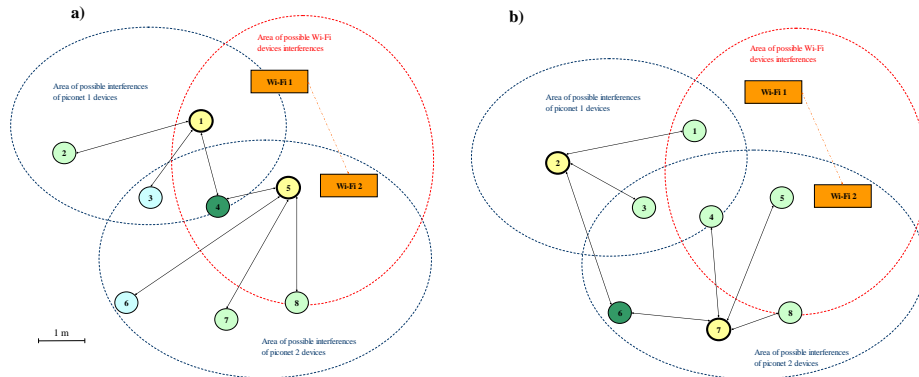 a)
Area of possible Wi-Fi
devices interferences
Wi-Fi 1
Area of possible interferences
of piconet 1 devices
1
2
3
4
5
Wi-Fi 2
6
7
8
1 m
Area of possible interferences
of piconet 2 devices
b)
Area of possible Wi-Fi
devices interferences
Wi-Fi 1
Area of possible interferences
of piconet 1 devices
1
2
3
4
5
Wi-Fi 2
6
7
8
Area of possible interferences
of piconet 2 devices